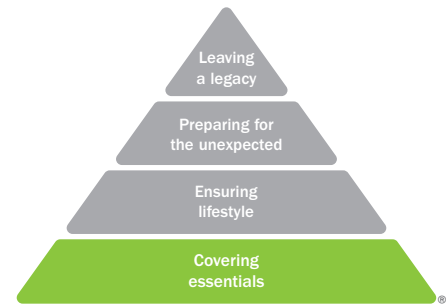 Leaving
a legacy
Preparing for
the unexpected
Ensuring
lifestyle
Covering
essentials
®